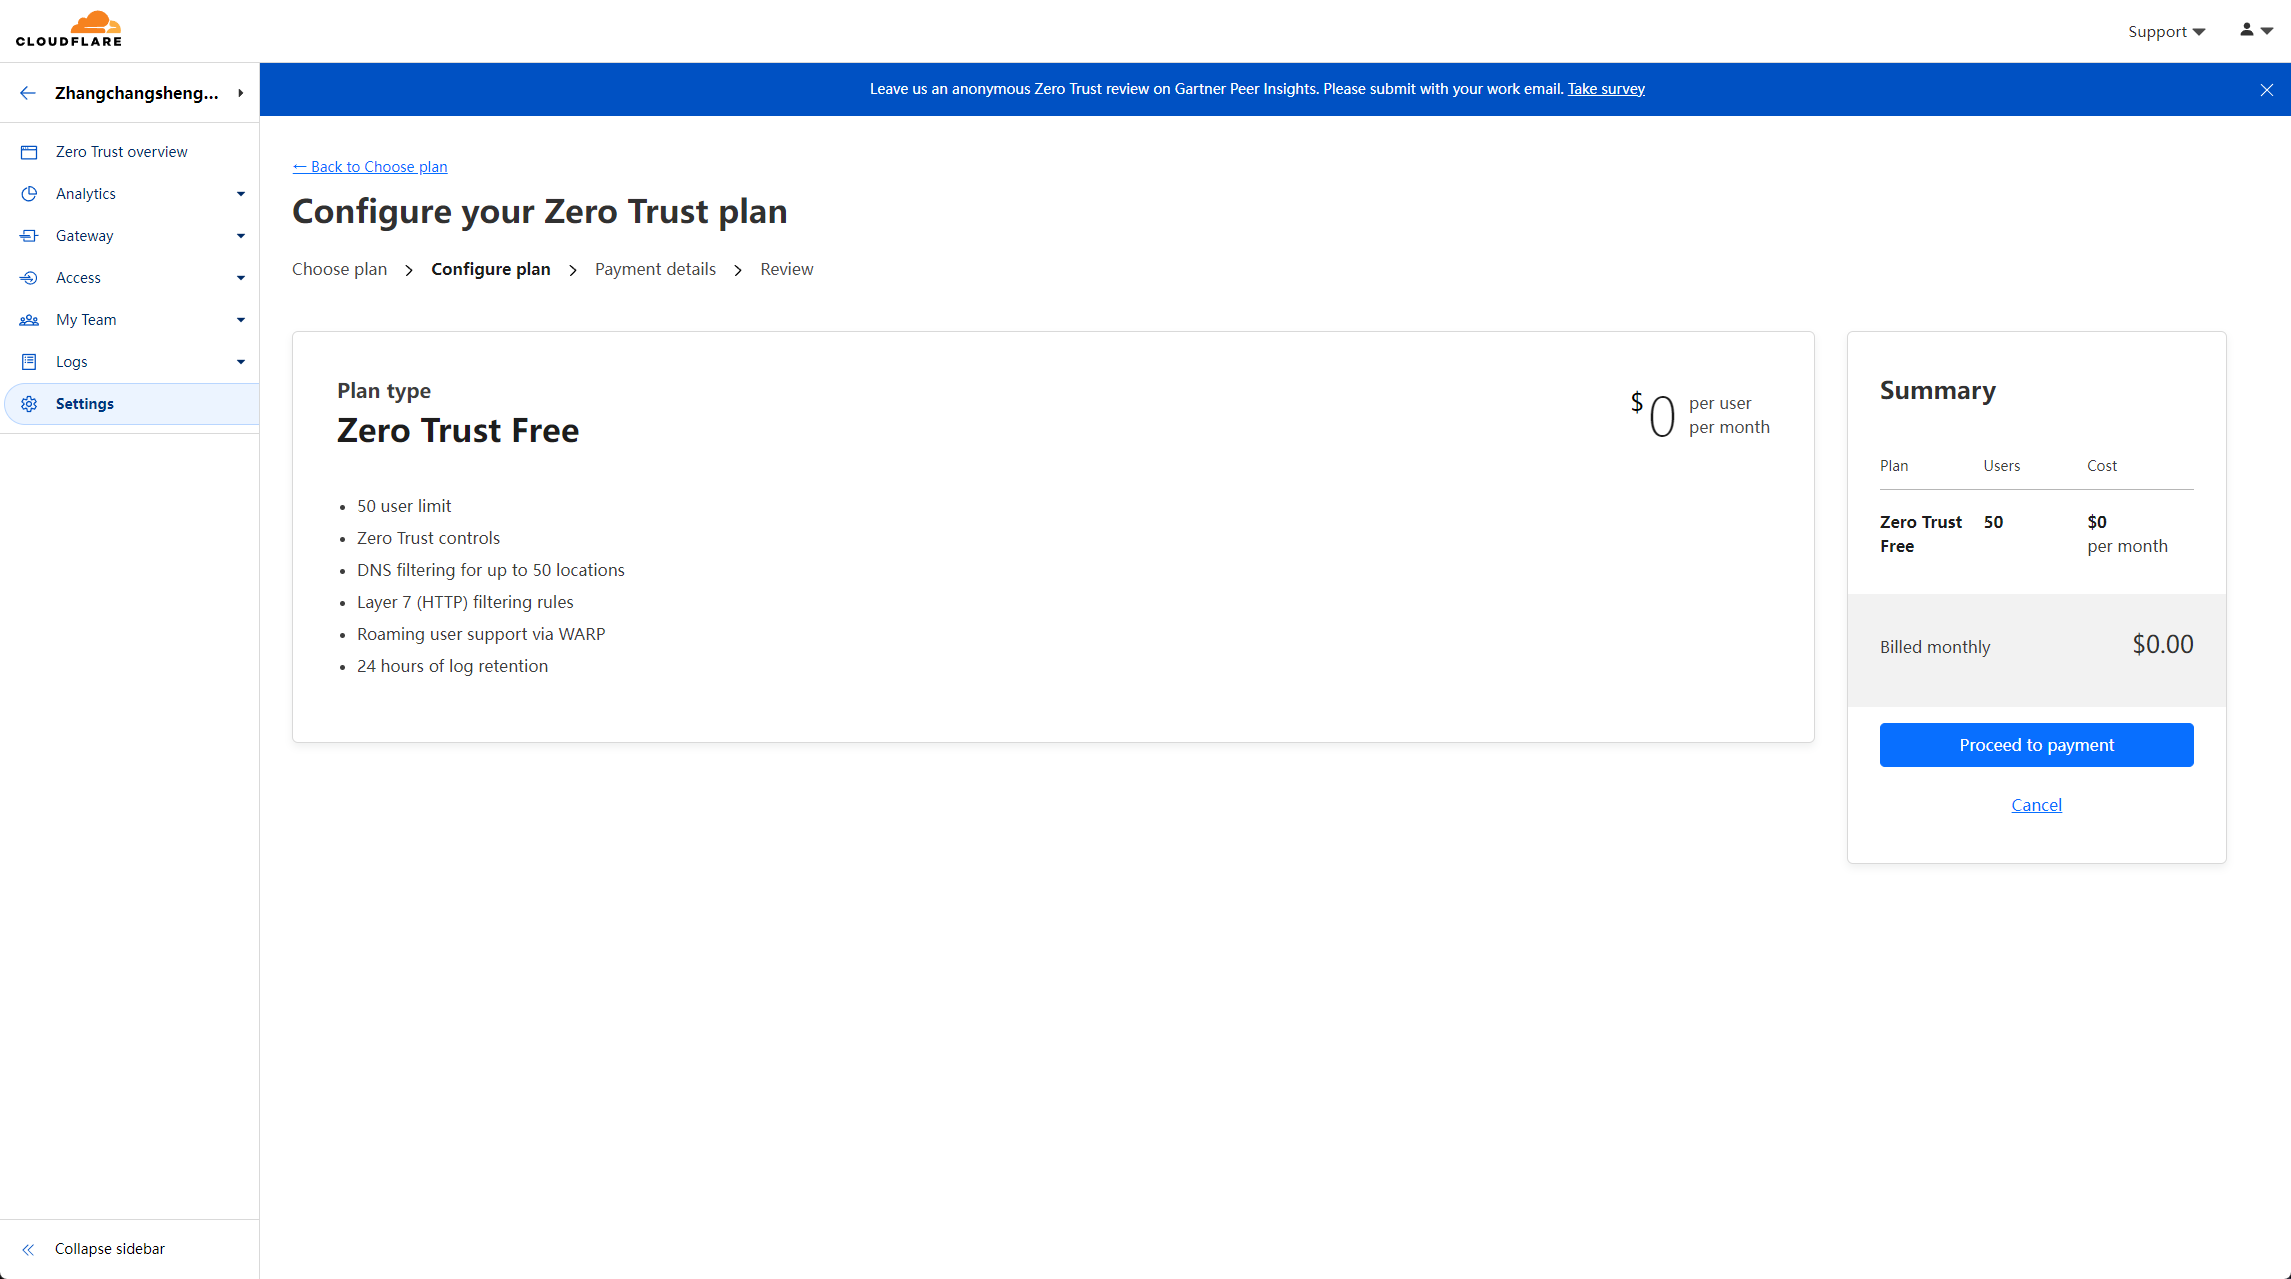 CLOUDFLARE
Support
Zhangchangsheng...
Leave us an anonymous Zero Trust review on Gartner Peer Insights. Please submit with your work email. Take survey
Zero Trust overview
Analytics
Gateway
Access
My Team
Logs
Settings
← Back to Choose plan
Configure your Zero Trust plan
Choose plan > Configure plan > Payment details > Review
Plan type
Zero Trust Free
$0 per user
per month
50 user limit
Zero Trust controls
DNS filtering for up to 50 locations
Layer 7 (HTTP) filtering rules
Roaming user support via WARP
24 hours of log retention
Summary
Plan Users Cost
Zero Trust Free 50 $0 per month
Billed monthly $0.00
Proceed to payment
Cancel
Collapse sidebar